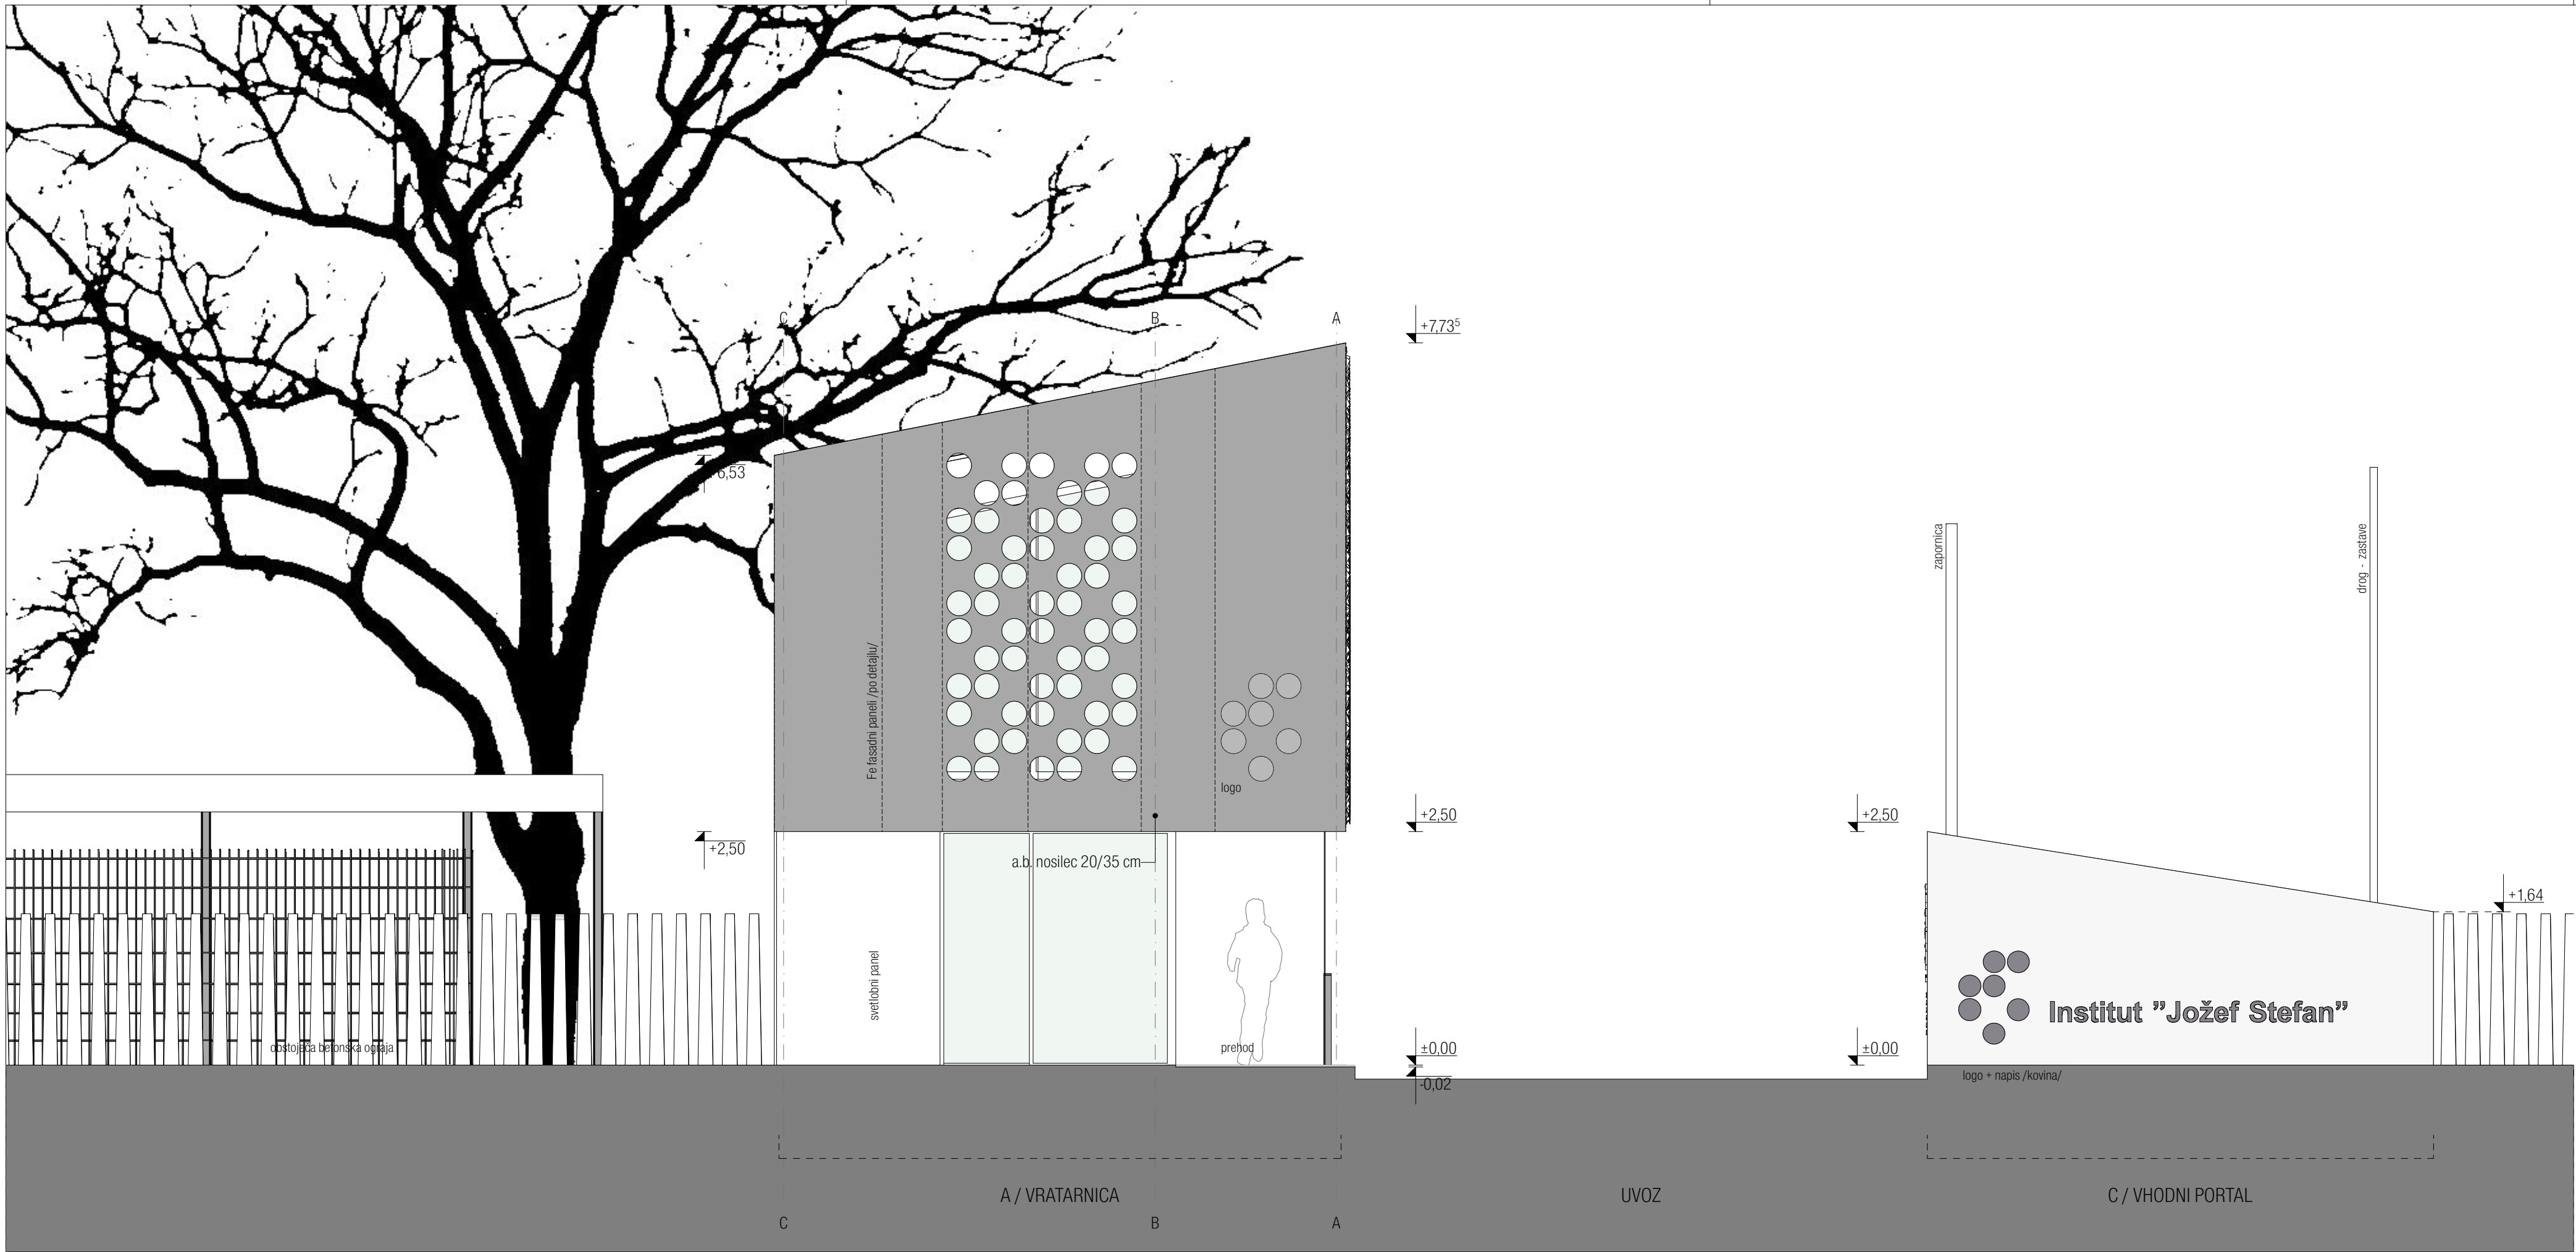 C
B
A
+7,73⁵
6,53
zapornica
drog - zastave
Fe fasadni paneli /po detajlu/
logo
+2,50
+2,50
+2,50
a.b. nosilec 20/35 cm
+1,64
svetlobni panel
Institut ”Jožef Stefan”
obstoječa betonska ograja
prehod
±0,00
±0,00
-0,02
logo + napis /kovina/
A / VRATARNICA
UVOZ
C / VHODNI PORTAL
C
B
A